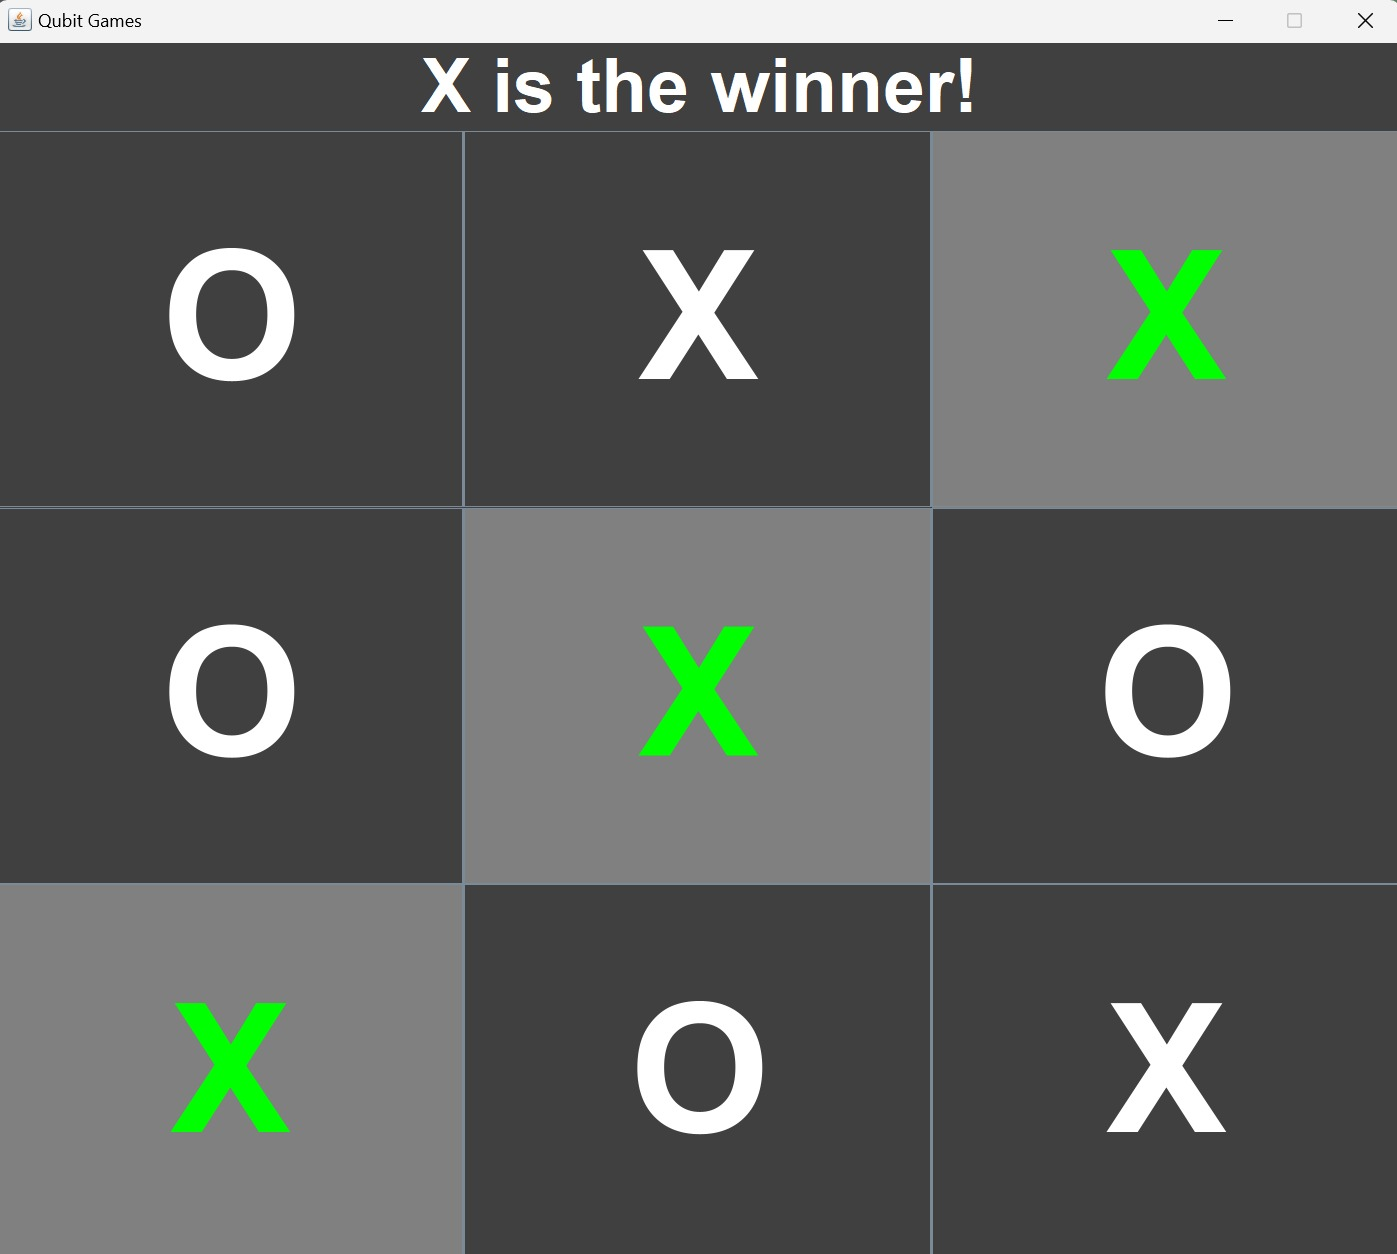 Qubit Games
X is the winner!
O X X
O X O
X O X